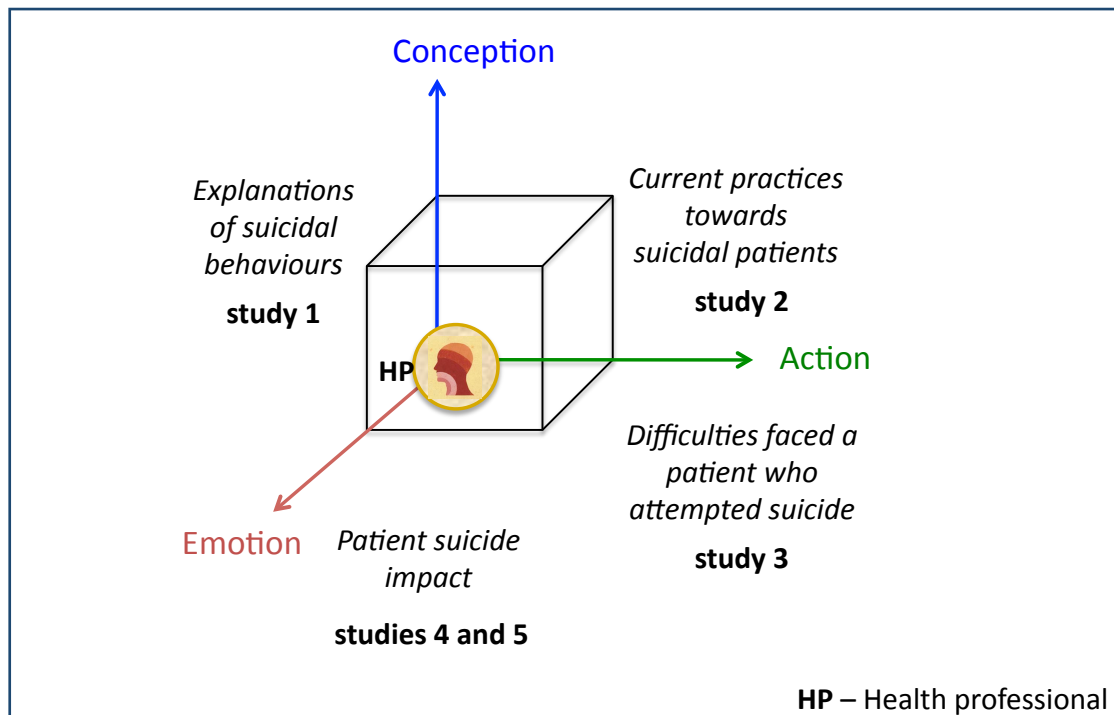 Conception
Explanations
of suicidal
behaviours
study 1
Current practices
towards
suicidal patients
study 2
HP
Action
Difficulties faced a
patient who
attempted suicide
study 3
Emotion
Patient suicide
impact
studies 4 and 5
HP – Health professional